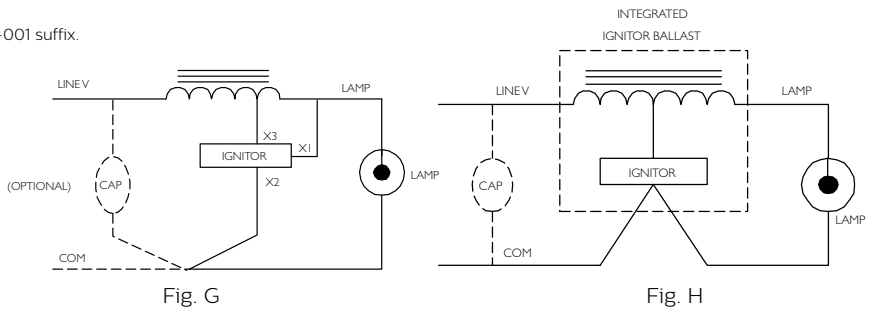 -001 suffix.
LINE V
LAMP
X3
X1
IGNITOR
X2
(OPTIONAL)
CAP
LAMP
COM
Fig. G
INTEGRATED
IGNITOR BALLAST
LINE V
LAMP
IGNITOR
CAP
LAMP
COM
Fig. H